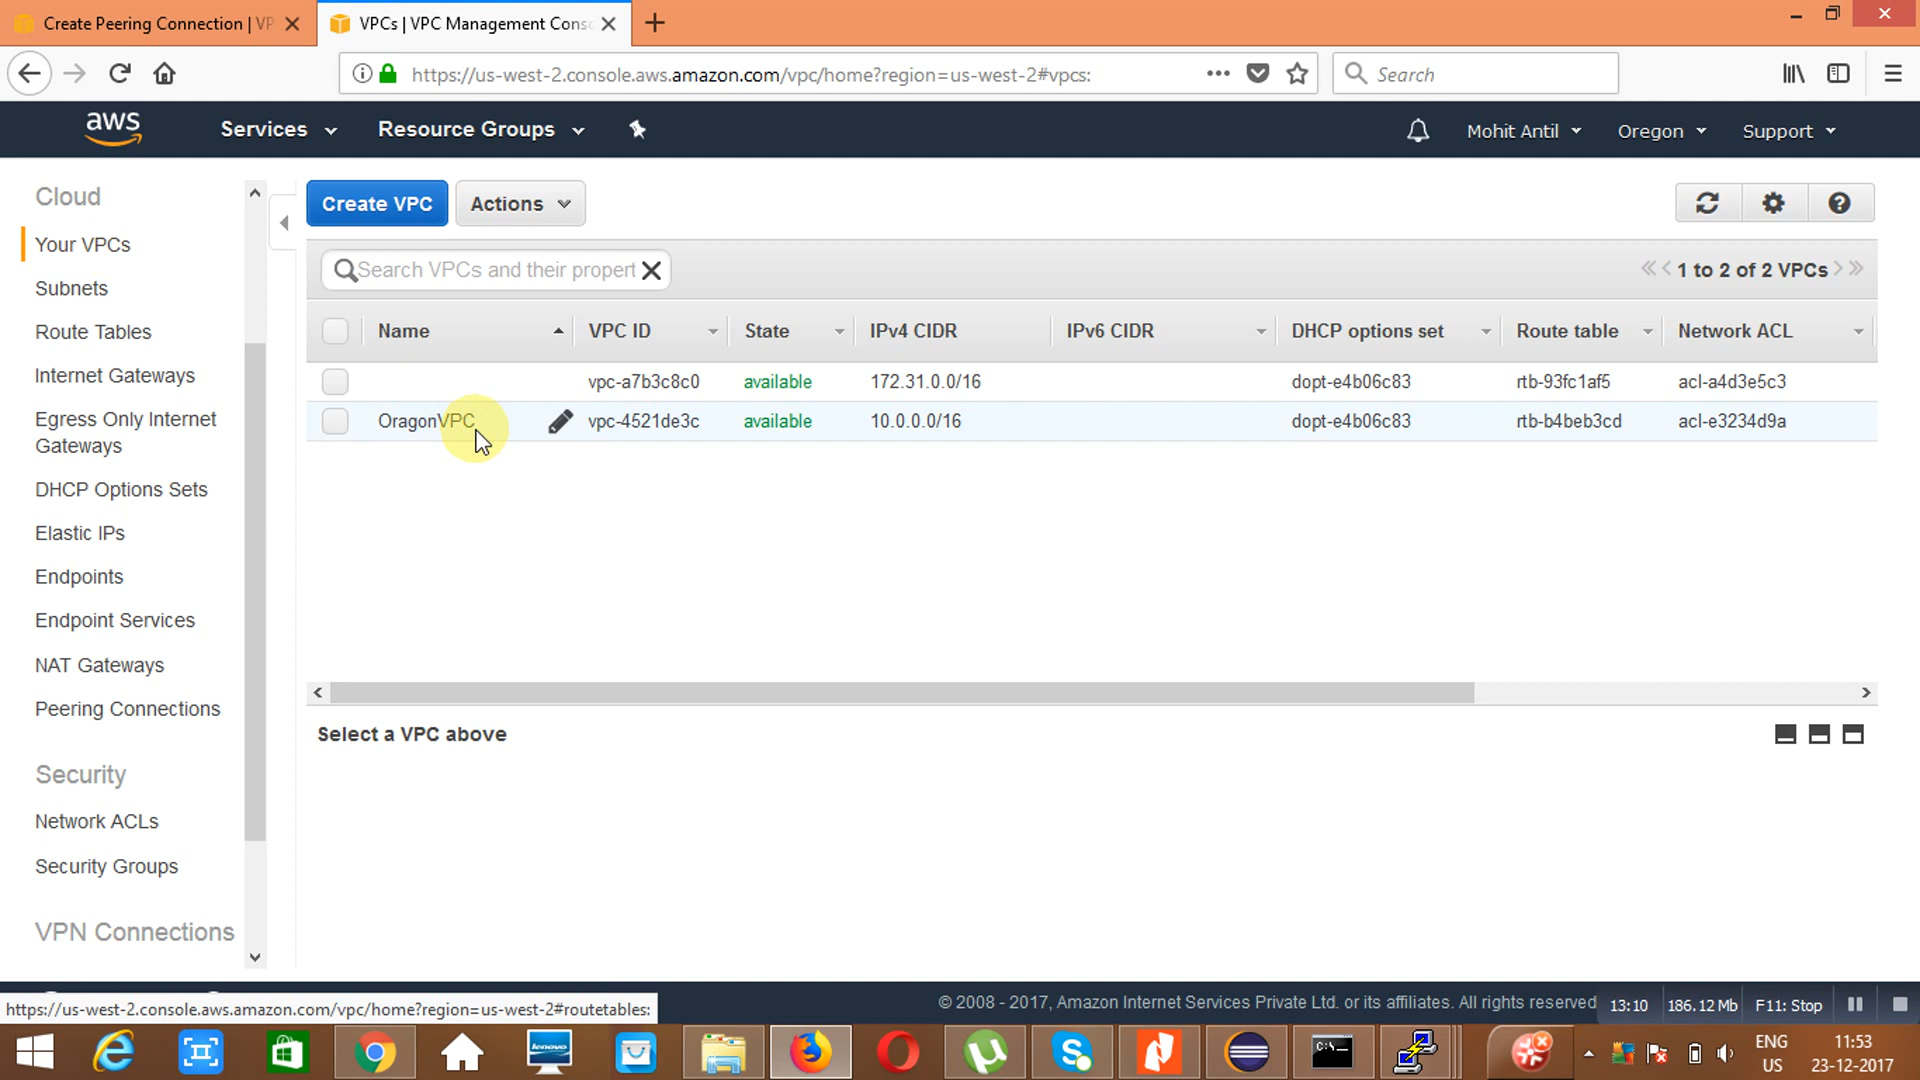 Create Peering Connection | VP
VPCs | VPC Management Conso
https://us-west-2.console.aws.amazon.com/vpc/home?region=us-west-2#vpcs:
Search
aws
Services
Resource Groups
Mohit Antil
Oregon
Support
Cloud
Your VPCs
Subnets
Route Tables
Internet Gateways
Egress Only Internet
Gateways
DHCP Options Sets
Elastic IPs
Endpoints
Endpoint Services
NAT Gateways
Peering Connections
Security
Network ACLs
Security Groups
VPN Connections
Create VPC
Actions
Search VPCs and their propert
1 to 2 of 2 VPCs
Name VPC ID State IPv4 CIDR IPv6 CIDR DHCP options set Route table Network ACL
vpc-a7b3c8c0 available 172.31.0.0/16 dopt-e4b06c83 rtb-93fc1af5 acl-a4d3e5c3
OragonVPC vpc-4521de3c available 10.0.0.0/16 dopt-e4b06c83 rtb-b4beb3cd acl-e3234d9a
Select a VPC above
https://us-west-2.console.aws.amazon.com/vpc/home?region=us-west-2#routetables:
© 2008 - 2017, Amazon Internet Services Private Ltd. or its affiliates. All rights reserved
13:10 186.12 Mb F11: Stop
lenovo
C:\
ENG
US
11:53
23-12-2017